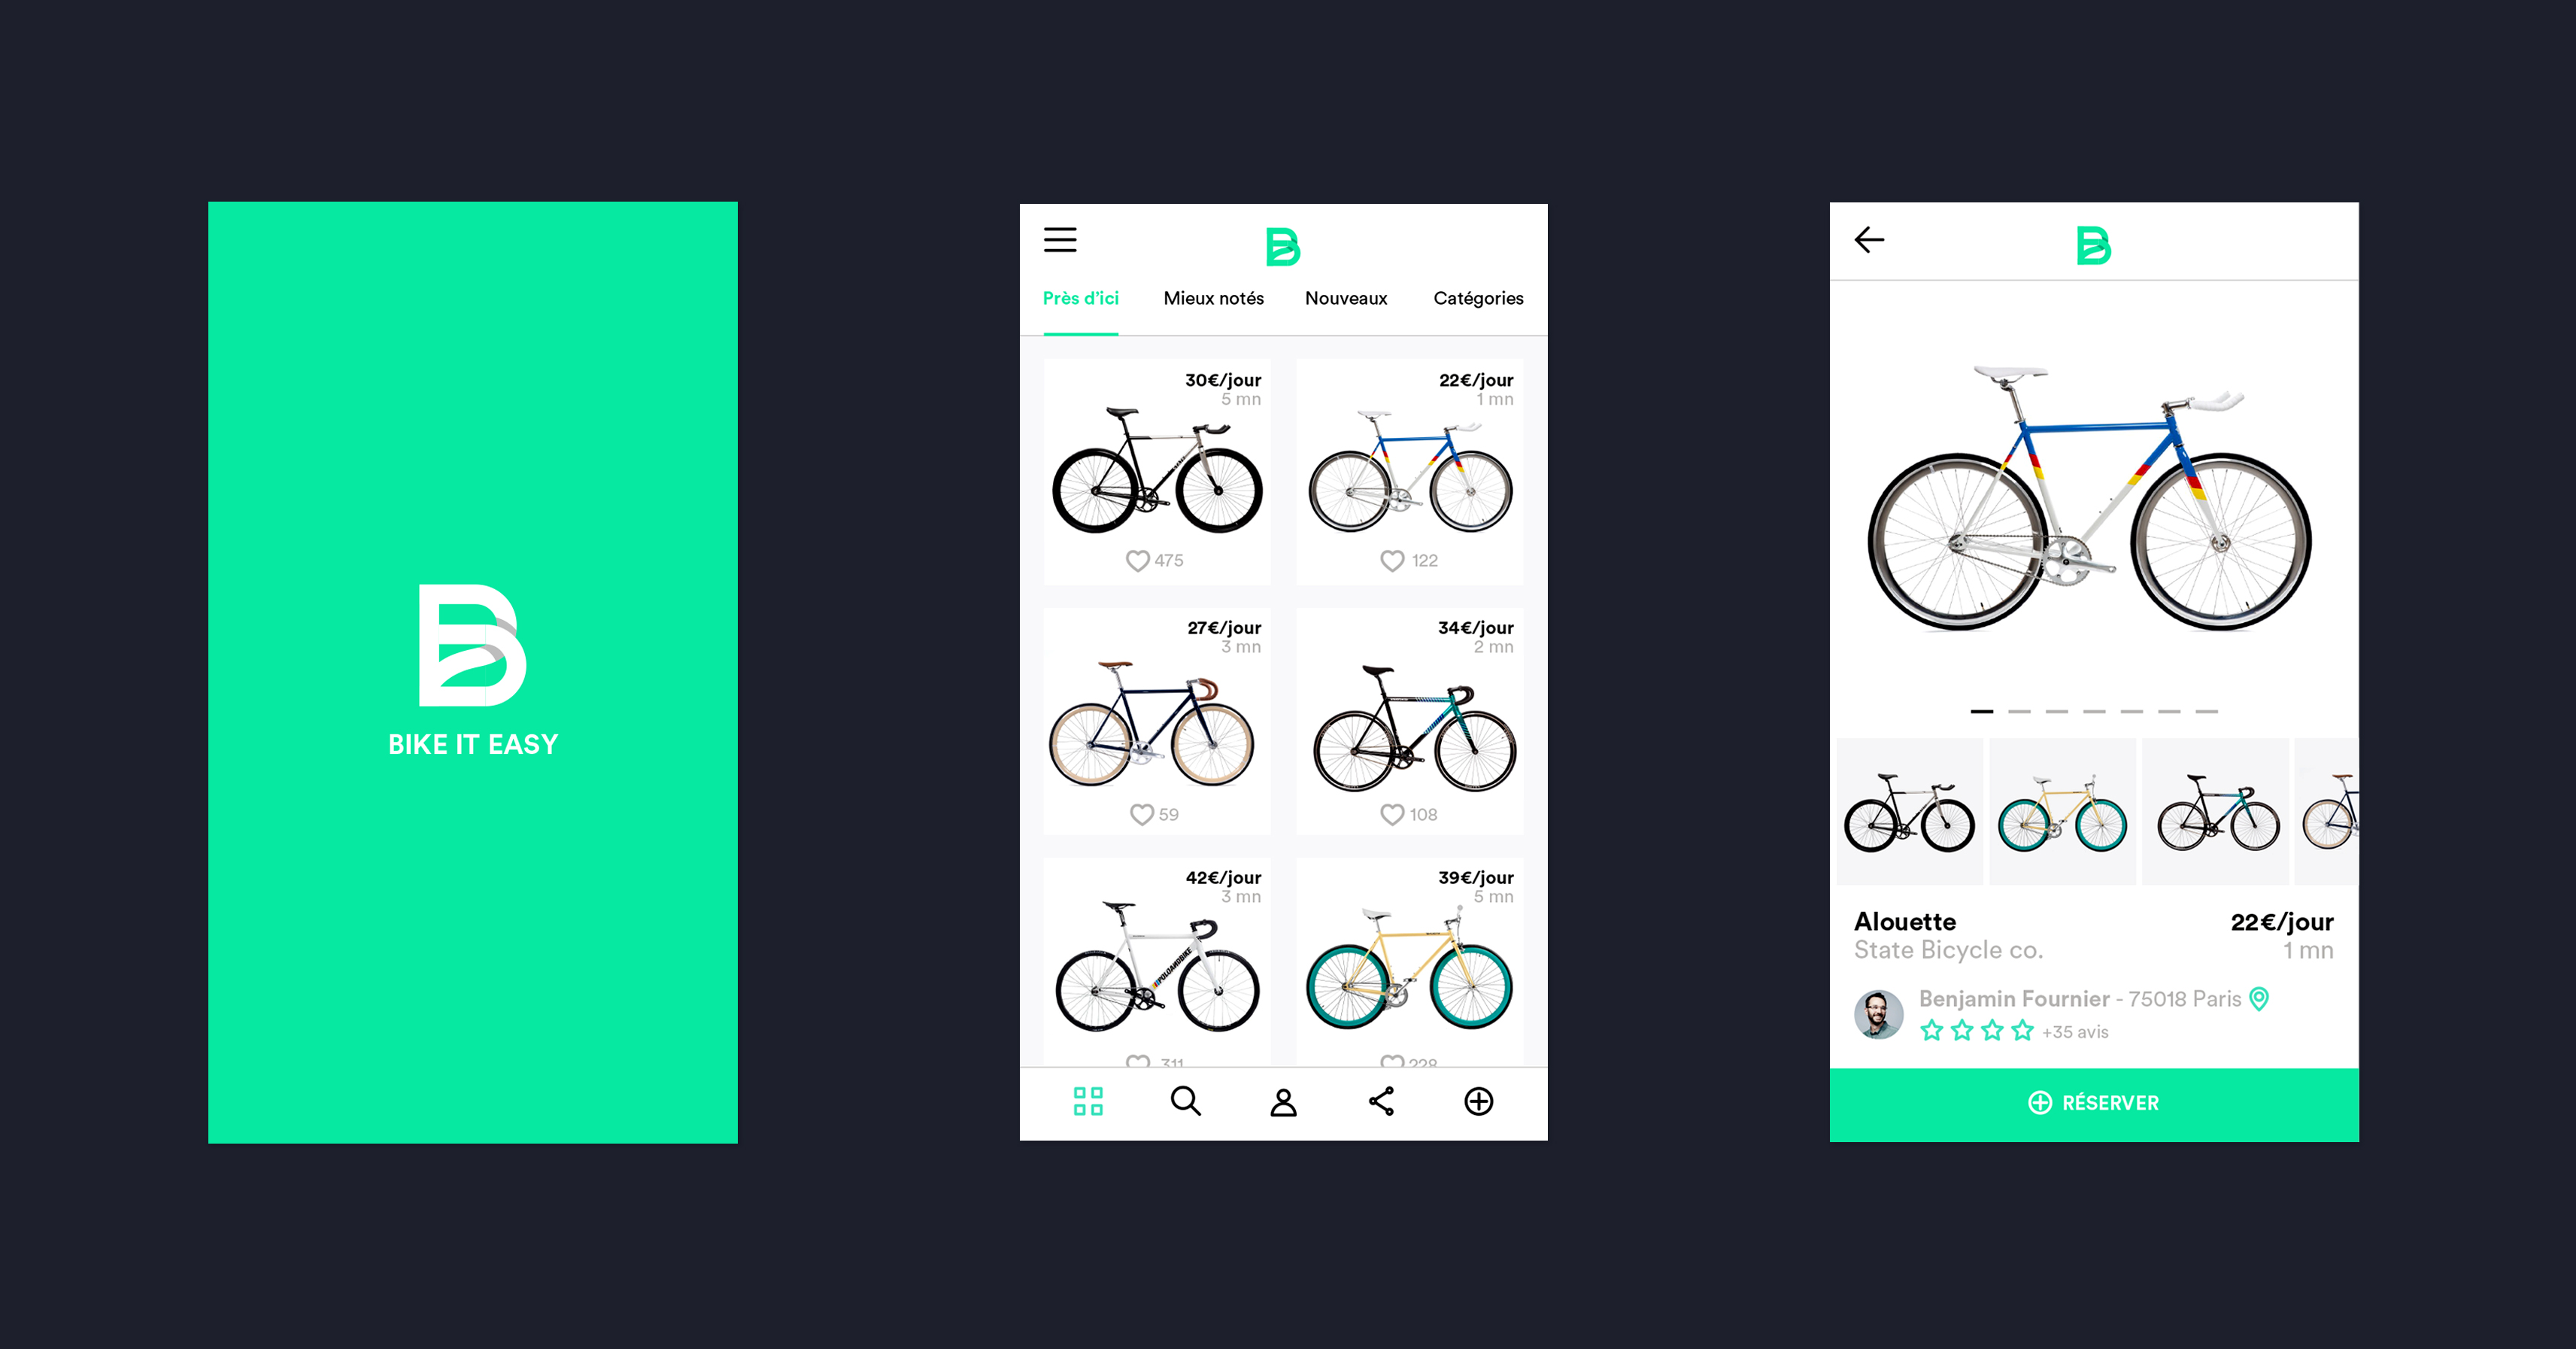 BIKE IT EASY
Près d'ici
Mieux notés
Nouveaux
Catégories
30€/jour
5 mn
475
22€/jour
1 mn
122
27€/jour
3 mn
59
34€/jour
2 mn
108
42€/jour
3 mn
POLOANDBIKE
311
39€/jour
5 mn
228
Alouette
22€/jour
State Bicycle co.
1 mn
Benjamin Fournier - 75018 Paris
+35 avis
RÉSERVER